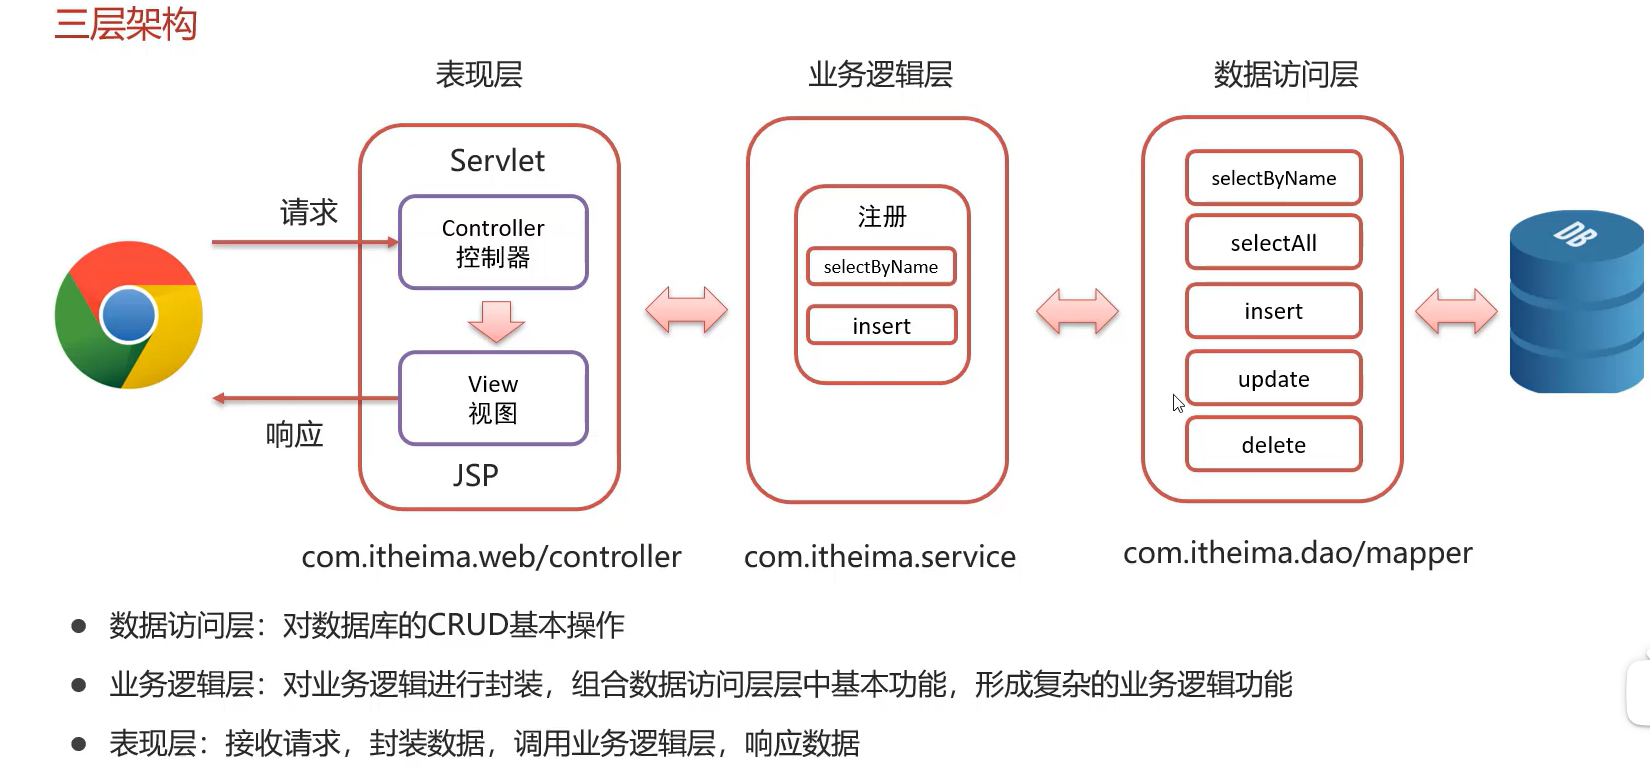 三层架构
表现层
业务逻辑层
数据访问层
Servlet
请求
Controller
控制器
View
视图
响应
JSP
注册
selectByName
insert
selectByName
selectAll
insert
update
delete
DB
com.itheima.web/controller
com.itheima.service
com.itheima.dao/mapper
● 数据访问层：对数据库的CRUD基本操作
● 业务逻辑层：对业务逻辑进行封装，组合数据访问层层中基本功能，形成复杂的业务逻辑功能
● 表现层：接收请求，封装数据，调用业务逻辑层，响应数据